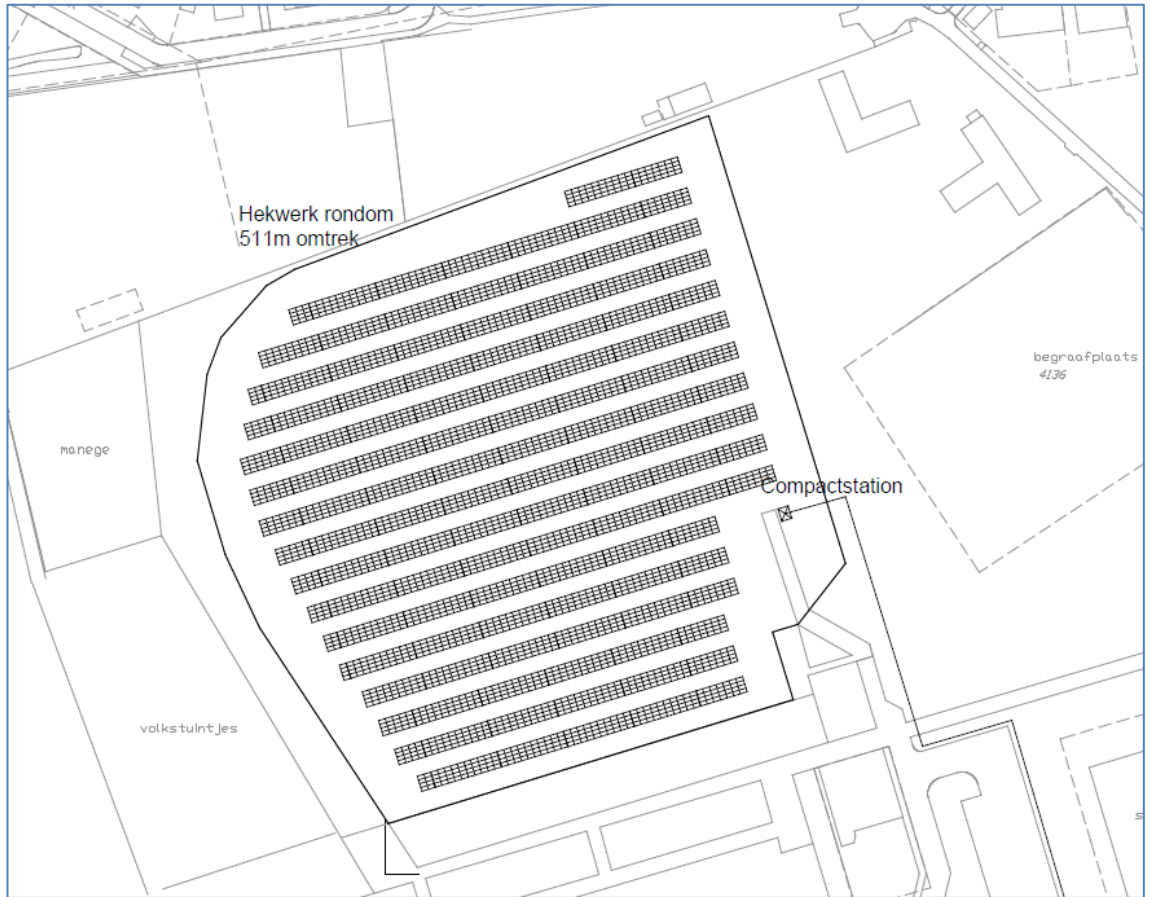 Hekwerk rondom
511m omtrek
begraafplaats
4136
manege
Compactstation
volkstuintjes
s